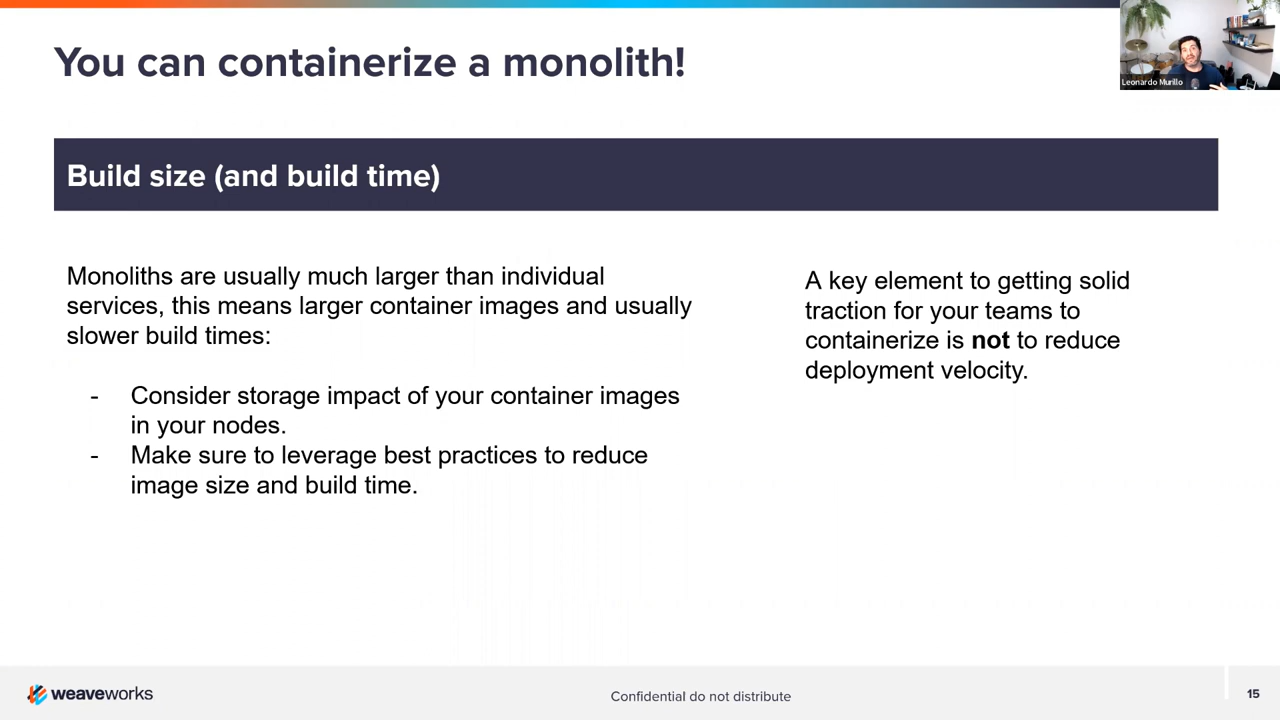 You can containerize a monolith!
Leonardo Murillo
Build size (and build time)
Monoliths are usually much larger than individual
services, this means larger container images and usually
slower build times:
- Consider storage impact of your container images
in your nodes.
- Make sure to leverage best practices to reduce
image size and build time.
A key element to getting solid
traction for your teams to
containerize is not to reduce
deployment velocity.
weaveworks
Confidential do not distribute
15